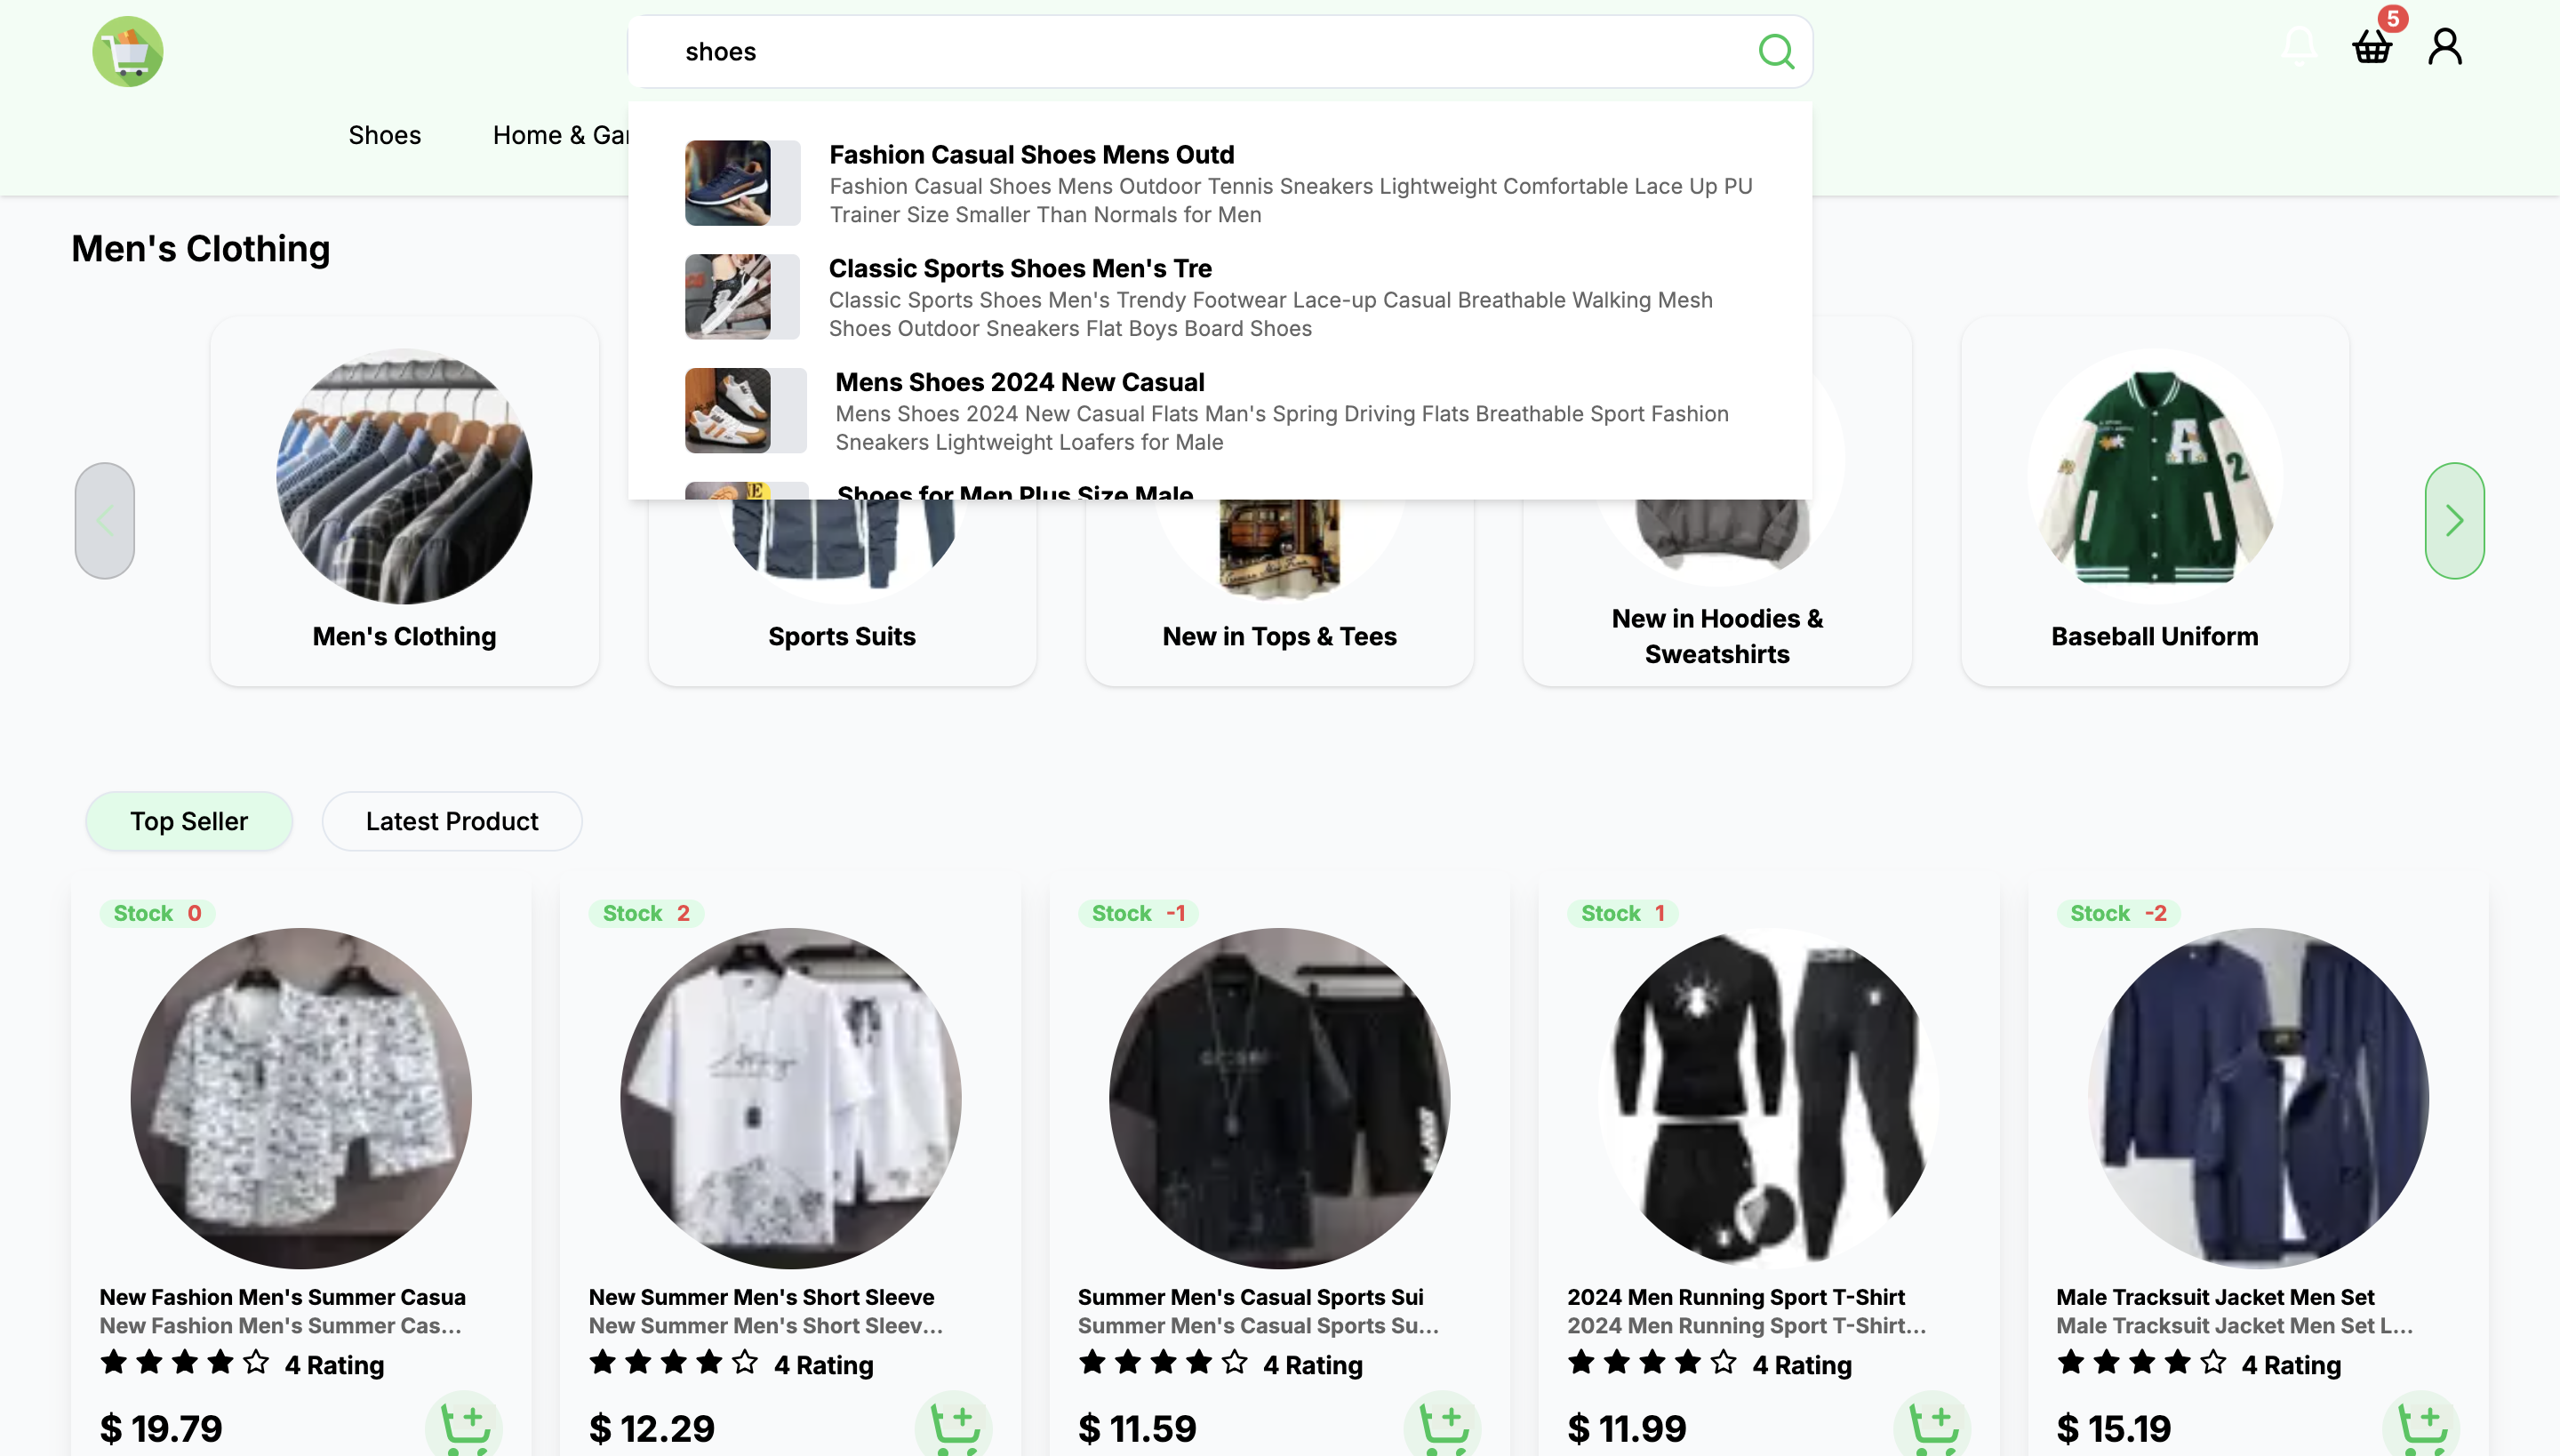 shoes
5
Shoes
Home & Gar
Fashion Casual Shoes Mens Outd
Fashion Casual Shoes Mens Outdoor Tennis Sneakers Lightweight Comfortable Lace Up PU
Trainer Size Smaller Than Normals for Men
Classic Sports Shoes Men's Tre
Classic Sports Shoes Men's Trendy Footwear Lace-up Casual Breathable Walking Mesh
Shoes Outdoor Sneakers Flat Boys Board Shoes
Mens Shoes 2024 New Casual
Mens Shoes 2024 New Casual Flats Man's Spring Driving Flats Breathable Sport Fashion
Sneakers Lightweight Loafers for Male
Shoes for Men Plus Size Male
Men's Clothing
A
2
Men's Clothing
Sports Suits
New in Tops & Tees
New in Hoodies &
Sweatshirts
Baseball Uniform
Top Seller
Latest Product
Stock 0
Stock 2
Stock -1
Stock 1
Stock -2
New Fashion Men's Summer Casua
New Fashion Men's Summer Cas...
4 Rating
$ 19.79
New Summer Men's Short Sleeve
New Summer Men's Short Sleev...
4 Rating
$ 12.29
Summer Men's Casual Sports Sui
Summer Men's Casual Sports Su...
4 Rating
$ 11.59
2024 Men Running Sport T-Shirt
2024 Men Running Sport T-Shirt...
4 Rating
$ 11.99
Male Tracksuit Jacket Men Set
Male Tracksuit Jacket Men Set L...
4 Rating
$ 15.19